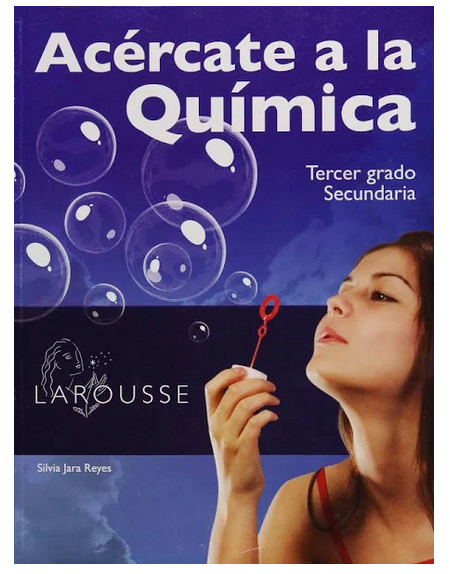 Acércate a la
Química
Tercer grado
Secundaria
LAROUSSE
Silvia Jara Reyes